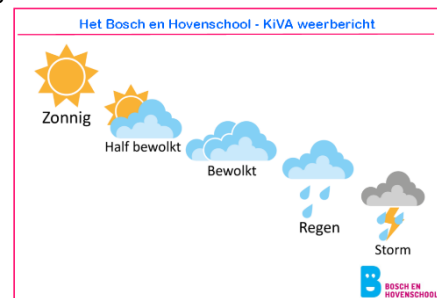 Het Bosch en Hovenschool - KiVA weerbericht
Zonnig
Half bewolkt
Bewolkt
Regen
Storm
BOSCH EN
HOVENSCHOOL